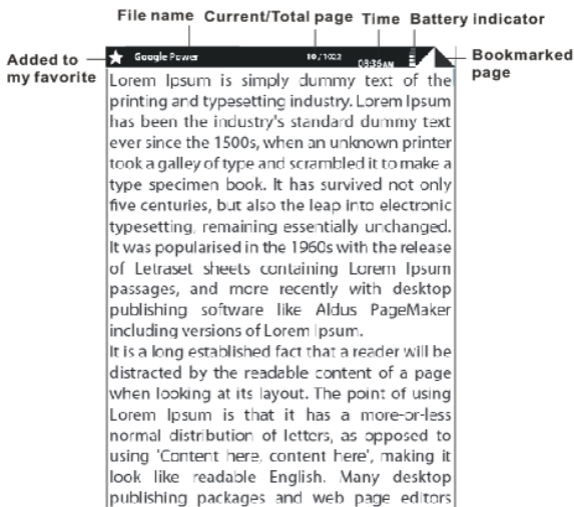 File name
Current/Total page
Time
Battery indicator
Added to
my favorite
Google Power
10/1022
08:36AM
Bookmarked
page
Lorem Ipsum is simply dummy text of the
printing and typesetting industry. Lorem Ipsum
has been the industry's standard dummy text
ever since the 1500s, when an unknown printer
took a galley of type and scrambled it to make a
type specimen book. It has survived not only
five centuries, but also the leap into electronic
typesetting, remaining essentially unchanged.
It was popularised in the 1960s with the release
of Letraset sheets containing Lorem Ipsum
passages, and more recently with desktop
publishing software like Aldus PageMaker
including versions of Lorem Ipsum.
It is a long established fact that a reader will be
distracted by the readable content of a page
when looking at its layout. The point of using
Lorem Ipsum is that it has a more-or-less
normal distribution of letters, as opposed to
using 'Content here, content here', making it
look like readable English. Many desktop
publishing packages and web page editors